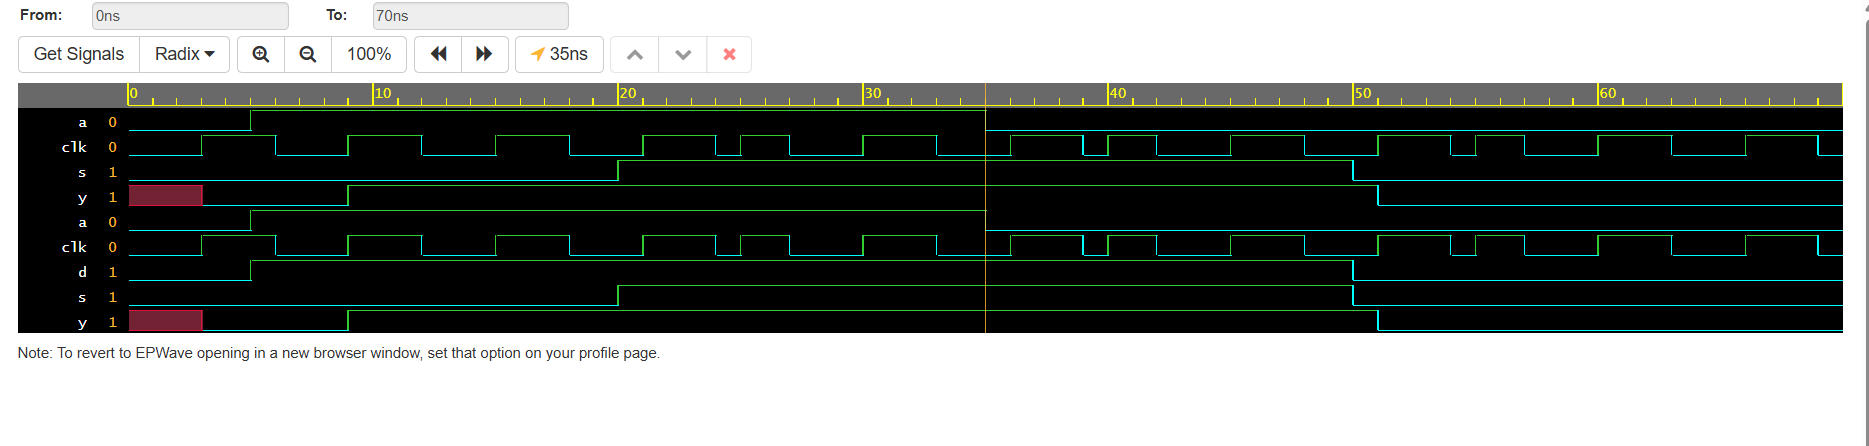 From: 0ns To: 70ns
Get Signals Radix 100% 35ns
0 10 20 30 40 50 60
a 0
clk 0
s 1
y 1
a 0
clk 0
d 1
s 1
y 1
Note: To revert to EPWave opening in a new browser window, set that option on your profile page.